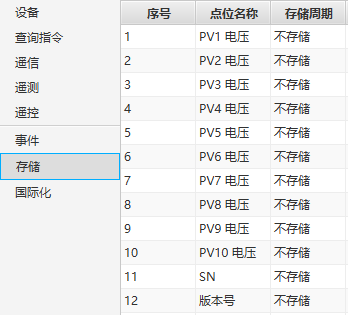 设备
查询指令
遥信
遥测
遥控
事件
存储
国际化
序号 点位名称 存储周期
1 PV1 电压 不存储
2 PV2 电压 不存储
3 PV3 电压 不存储
4 PV4 电压 不存储
5 PV5 电压 不存储
6 PV6 电压 不存储
7 PV7 电压 不存储
8 PV8 电压 不存储
9 PV9 电压 不存储
10 PV10 电压 不存储
11 SN 不存储
12 版本号 不存储